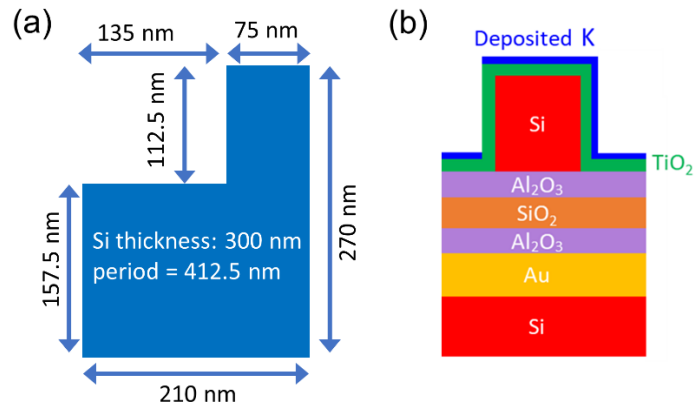 (a)
135 nm
75 nm
112.5 nm
157.5 nm
Si thickness: 300 nm
period = 412.5 nm
270 nm
210 nm
(b)
Deposited K
Si
TiO2
Al2O3
SiO2
Al2O3
Au
Si